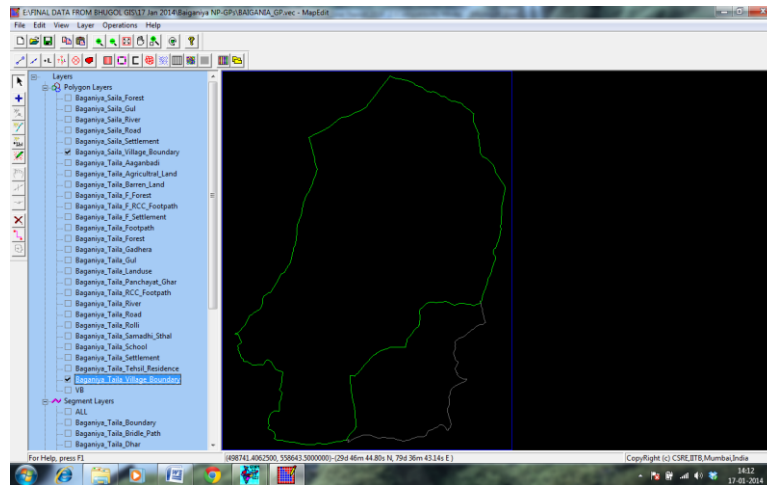 E:\FINAL DATA FROM BHUGOL GIS\17 Jan 2014\Baiganiya NP-GPs\BAIGANIA_GP.vec - MapEdit
File Edit View Layer Operations Help
Layers
Polygon Layers
Baganiya_Saila_Forest
Baganiya_Saila_Gul
Baganiya_Saila_River
Baganiya_Saila_Road
Baganiya_Saila_Settlement
Baganiya_Saila_Village_Boundary
Baganiya_Taila_Aaganbadi
Baganiya_Taila_Agricultral_Land
Baganiya_Taila_Barren_Land
Baganiya_Taila_F_Forest
Baganiya_Taila_F_RCC_Footpath
Baganiya_Taila_F_Settlement
Baganiya_Taila_Footpath
Baganiya_Taila_Forest
Baganiya_Taila_Gadhera
Baganiya_Taila_Gul
Baganiya_Taila_Landuse
Baganiya_Taila_Panchayat_Ghar
Baganiya_Taila_RCC_Footpath
Baganiya_Taila_River
Baganiya_Taila_Road
Baganiya_Taila_Rolli
Baganiya_Taila_Samadhi_Sthal
Baganiya_Taila_School
Baganiya_Taila_Settlement
Baganiya_Taila_Tehsil_Residence
Baganiya_Taila_Village_Boundary
VB
Segment Layers
ALL
Baganiya_Taila_Boundary
Baganiya_Taila_Bridle_Path
Baganiya_Taila_Dhar
For Help, press F1
(498741.4062500, 558643.5000000)-(29d 46m 44.80s N, 79d 36m 43.14s E )
CopyRight (c) CSRE,IITB,Mumbai,India
14:12
17-01-2014